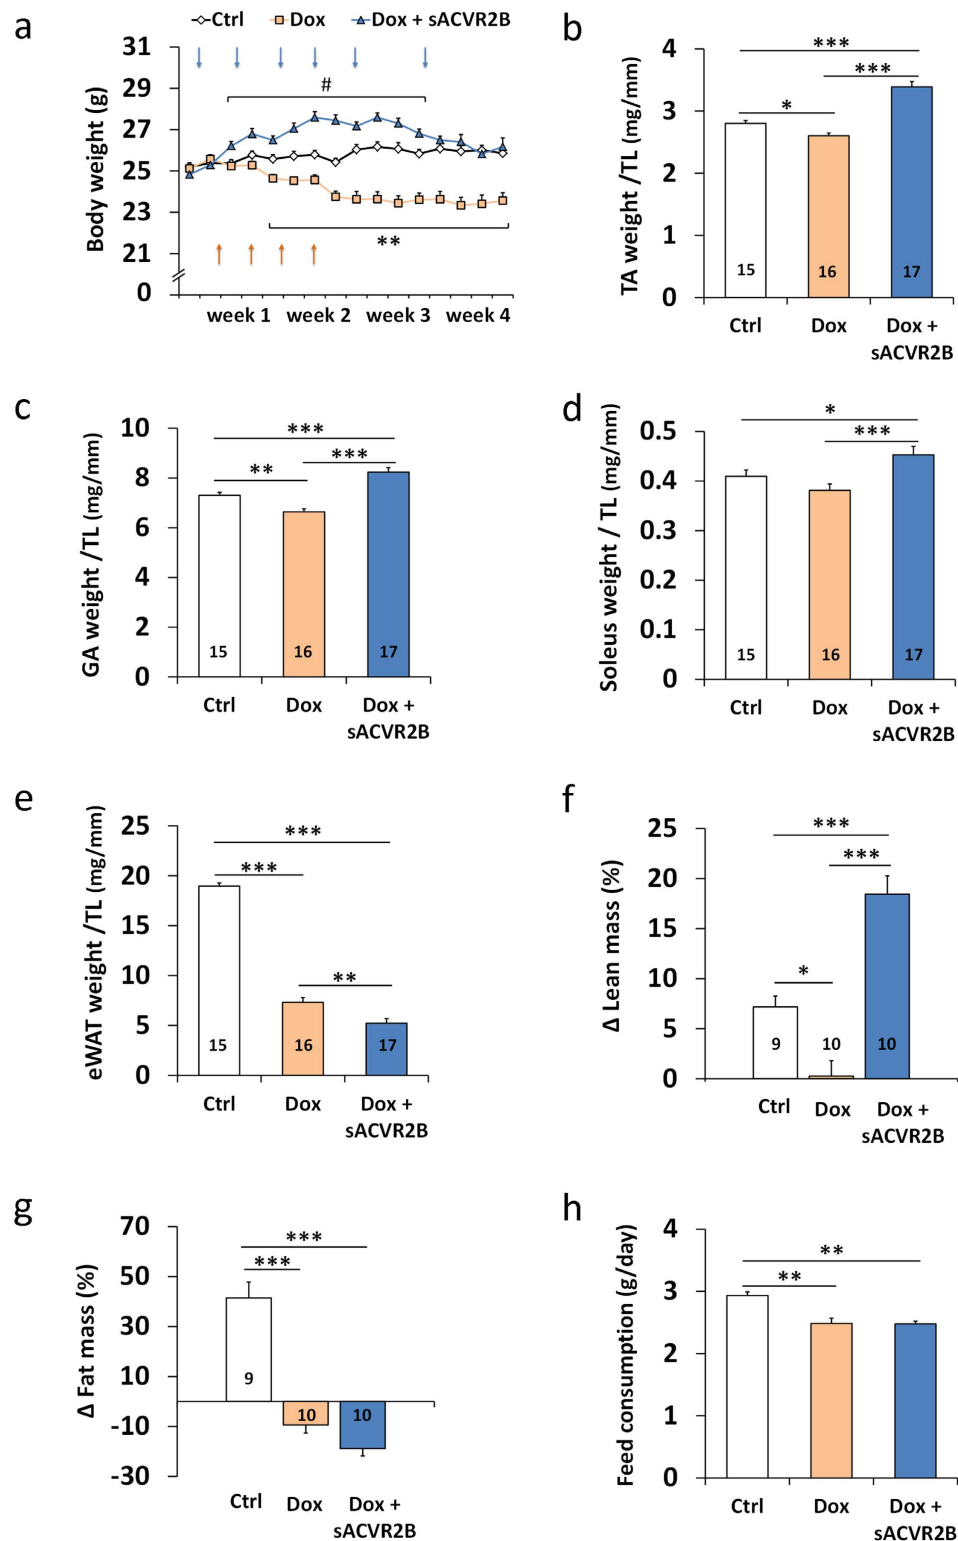 a
Ctrl Dox Dox + sACVR2B
Body weight (g)
31
29
27
25
23
21
0
#
**
week 1 week 2 week 3 week 4
b
TA weight /TL (mg/mm)
4
3
2
1
0
***
***
*
15 16 17
Ctrl Dox Dox +
sACVR2B
c
GA weight /TL (mg/mm)
10
8
6
4
2
0
***
***
**
15 16 17
Ctrl Dox Dox +
sACVR2B
d
Soleus weight / TL (mg/mm)
0.5
0.4
0.3
0.2
0.1
0
*
***
15 16 17
Ctrl Dox Dox +
sACVR2B
e
eWAT weight /TL (mg/mm)
25
20
15
10
5
0
***
***
**
15 16 17
Ctrl Dox Dox +
sACVR2B
f
Δ Lean mass (%)
25
20
15
10
5
0
***
***
*
9 10 10
Ctrl Dox Dox +
sACVR2B
g
Δ Fat mass (%)
70
50
30
10
-10
-30
***
***
9
10 10
Ctrl Dox Dox +
sACVR2B
h
Feed consumption (g/day)
4
3
2
1
0
**
**
Ctrl Dox Dox +
sACVR2B